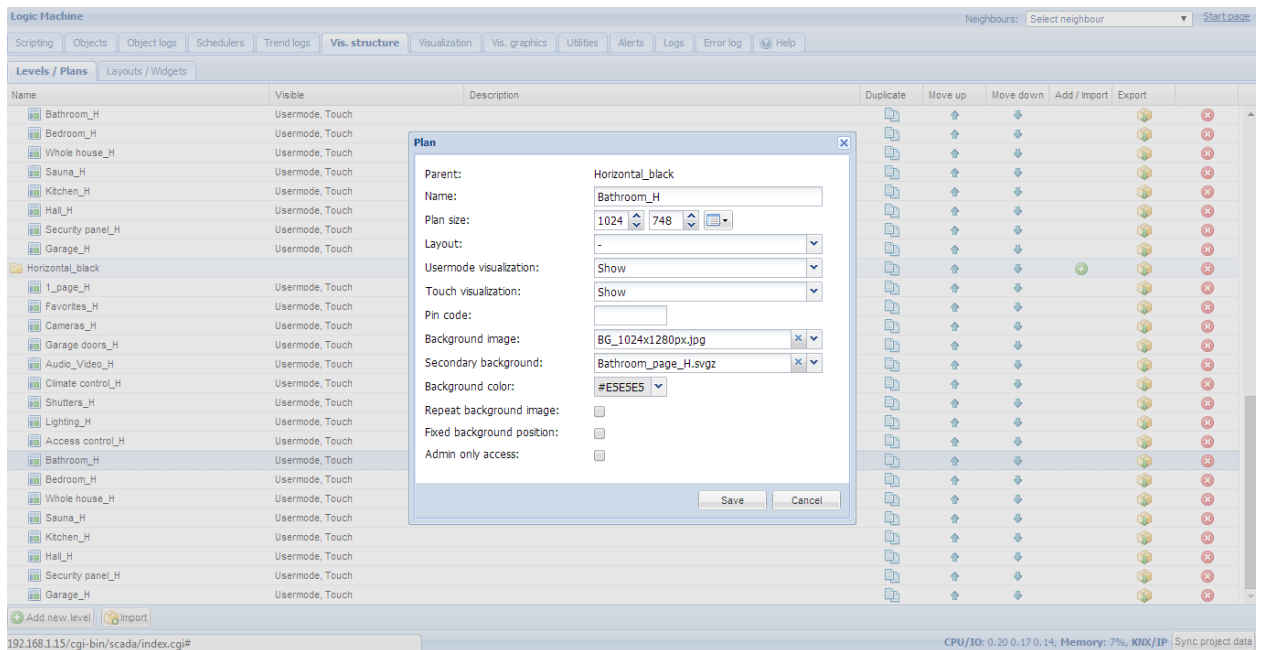 Logic Machine
Neighbours: Select neighbour Start page
Scripting Objects Object logs Schedulers Trend logs Vis. structure Visualization Vis. graphics Utilities Alerts Logs Error log Help
Levels / Plans Layouts / Widgets
Name Visible Description Duplicate Move up Move down Add / Import Export
Bathroom_H Usermode, Touch
Bedroom_H Usermode, Touch
Whole house_H Usermode, Touch
Sauna_H Usermode, Touch
Kitchen_H Usermode, Touch
Hall_H Usermode, Touch
Security panel_H Usermode, Touch
Garage_H Usermode, Touch
Horizontal_black
1_page_H Usermode, Touch
Favorites_H Usermode, Touch
Cameras_H Usermode, Touch
Garage doors_H Usermode, Touch
Audio_Video_H Usermode, Touch
Climate control_H Usermode, Touch
Shutters_H Usermode, Touch
Lighting_H Usermode, Touch
Access control_H Usermode, Touch
Bathroom_H Usermode, Touch
Bedroom_H Usermode, Touch
Whole house_H Usermode, Touch
Sauna_H Usermode, Touch
Kitchen_H Usermode, Touch
Hall_H Usermode, Touch
Security panel_H Usermode, Touch
Garage_H Usermode, Touch
Plan
Parent: Horizontal_black
Name: Bathroom_H
Plan size: 1024 748
Layout: -
Usermode visualization: Show
Touch visualization: Show
Pin code:
Background image: BG_1024x1280px.jpg
Secondary background: Bathroom_page_H.svgz
Background color: #E5E5E5
Repeat background image:
Fixed background position:
Admin only access:
Save Cancel
Add new level Import
192.168.1.15/cgi-bin/scada/index.cgi# CPU/IO: 0.20 0.17 0.14, Memory: 7%, KNX/IP Sync project data